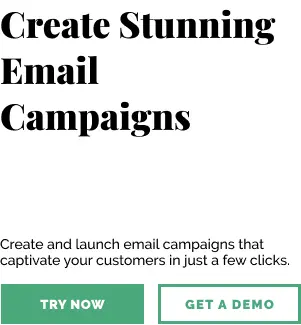 Create Stunning
Email
Campaigns
Create and launch email campaigns that
captivate your customers in just a few clicks.
TRY NOW
GET A DEMO